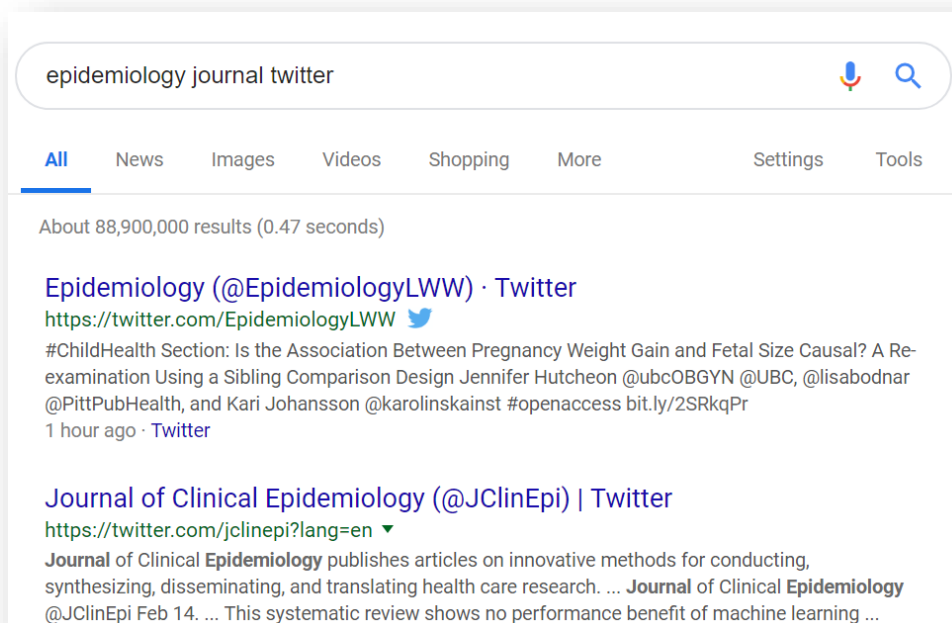 epidemiology journal twitter
All News Images Videos Shopping More Settings Tools
About 88,900,000 results (0.47 seconds)
Epidemiology (@EpidemiologyLWW) · Twitter
https://twitter.com/EpidemiologyLWW
#ChildHealth Section: Is the Association Between Pregnancy Weight Gain and Fetal Size Causal? A Re-
examination Using a Sibling Comparison Design Jennifer Hutcheon @ubcOBGYN @UBC, @lisabodnar
@PittPubHealth, and Kari Johansson @karolinskainst #openaccess bit.ly/2SRkqPr
1 hour ago · Twitter
Journal of Clinical Epidemiology (@JClinEpi) | Twitter
https://twitter.com/jclinepi?lang=en
Journal of Clinical Epidemiology publishes articles on innovative methods for conducting,
synthesizing, disseminating, and translating health care research. ... Journal of Clinical Epidemiology
@JClinEpi Feb 14. ... This systematic review shows no performance benefit of machine learning ...